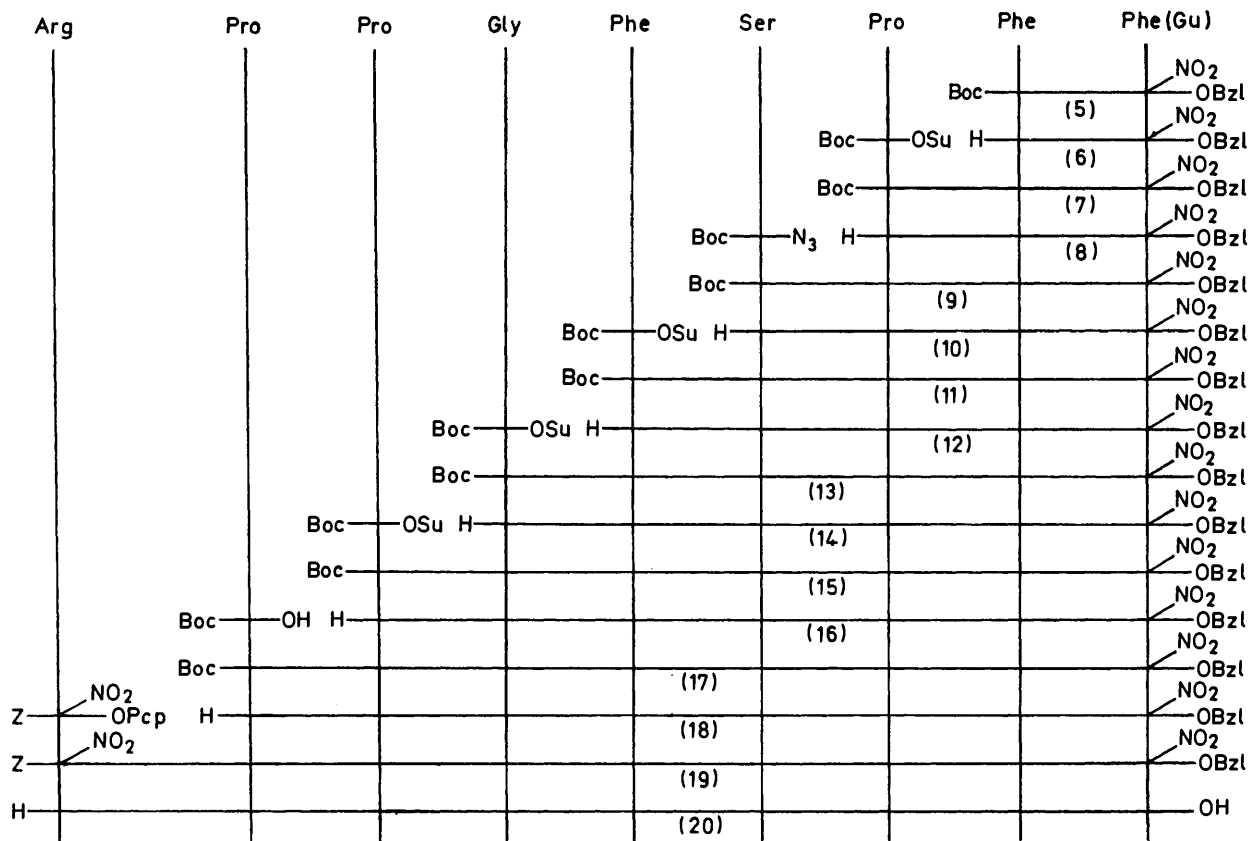 Arg Pro Pro Gly Phe Ser Pro Phe Phe(Gu)
NO2
Boc OBzl
(5)
NO2
Boc OSu H OBzl
(6)
NO2
Boc OBzl
(7)
NO2
Boc N3 H OBzl
(8)
NO2
Boc OBzl
(9)
NO2
Boc OSu H OBzl
(10)
NO2
Boc OBzl
(11)
NO2
Boc OSu H OBzl
(12)
NO2
Boc OBzl
(13)
NO2
Boc OSu H OBzl
(14)
NO2
Boc OBzl
(15)
NO2
Boc OH H OBzl
(16)
NO2
Boc OBzl
(17)
NO2 NO2
Z OPcp H OBzl
(18)
NO2 NO2
Z OBzl
(19)
H OH
(20)